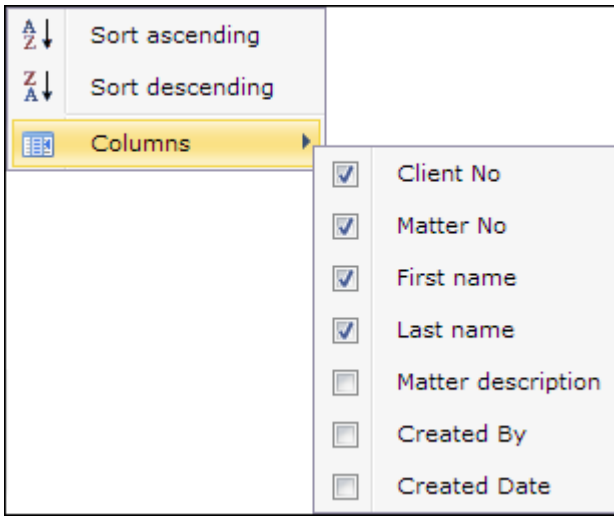 Sort ascending
Sort descending
Columns
Client No
Matter No
First name
Last name
Matter description
Created By
Created Date